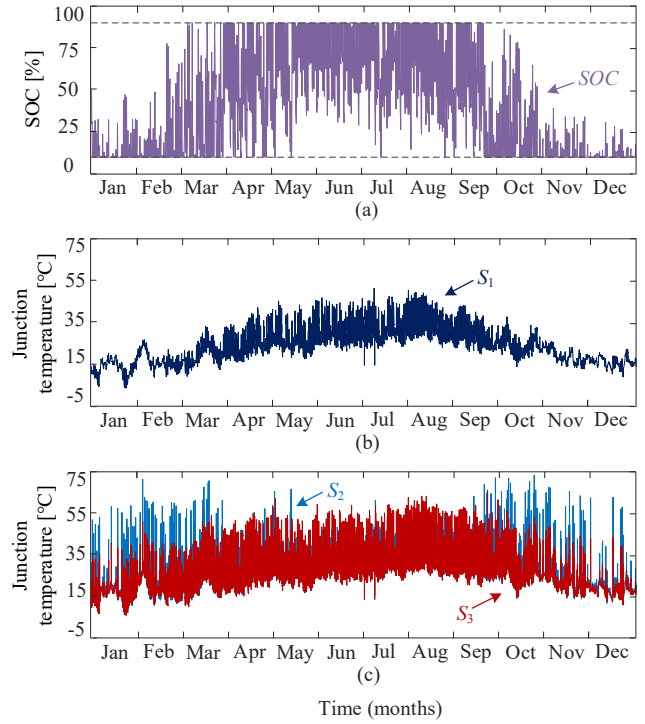 100
75
50
25
0
SOC [%]
SOC
Jan Feb Mar Apr May Jun Jul Aug Sep Oct Nov Dec
(a)
75
55
35
15
-5
Junction
temperature [°C]
S1
Jan Feb Mar Apr May Jun Jul Aug Sep Oct Nov Dec
(b)
75
55
35
15
-5
Junction
temperature [°C]
S2
S3
Jan Feb Mar Apr May Jun Jul Aug Sep Oct Nov Dec
(c)
Time (months)